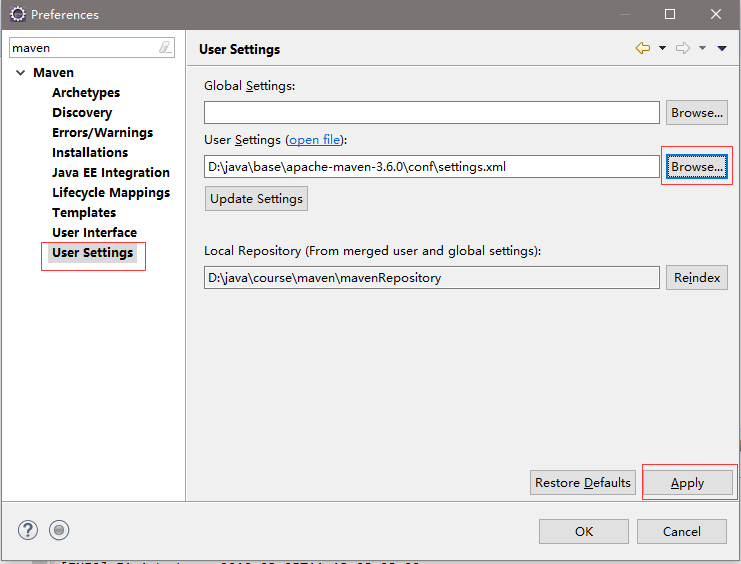 Preferences
maven
Maven
Archetypes
Discovery
Errors/Warnings
Installations
Java EE Integration
Lifecycle Mappings
Templates
User Interface
User Settings
User Settings
Global Settings:
Browse...
User Settings (open file):
D:\java\base\apache-maven-3.6.0\conf\settings.xml
Browse...
Update Settings
Local Repository (From merged user and global settings):
D:\java\course\maven\mavenRepository
Reindex
Restore Defaults
Apply
?
OK
Cancel